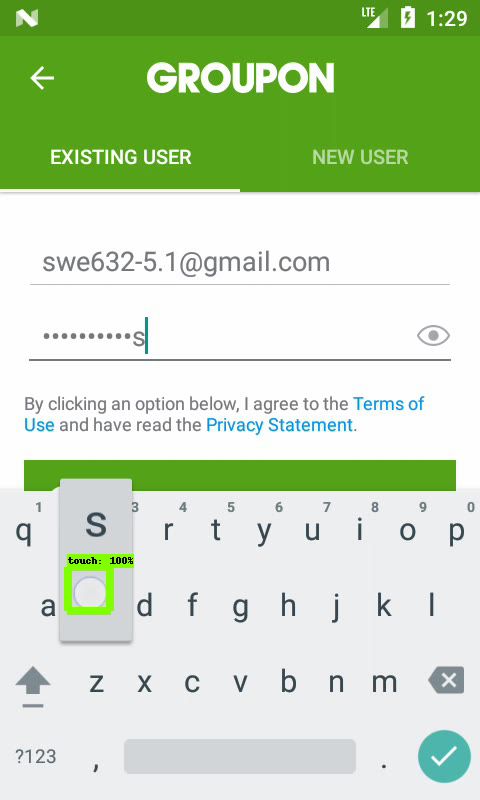 LTE 1:29
GROUPON
EXISTING USER NEW USER
swe632-5.1@gmail.com
••••••••••s
By clicking an option below, I agree to the Terms of
Use and have read the Privacy Statement.
1 3 4 5 6 7 8 9 0
q s r t y u i o p
touch: 100%
a d f g h j k l
z x c v b n m
?123 , .